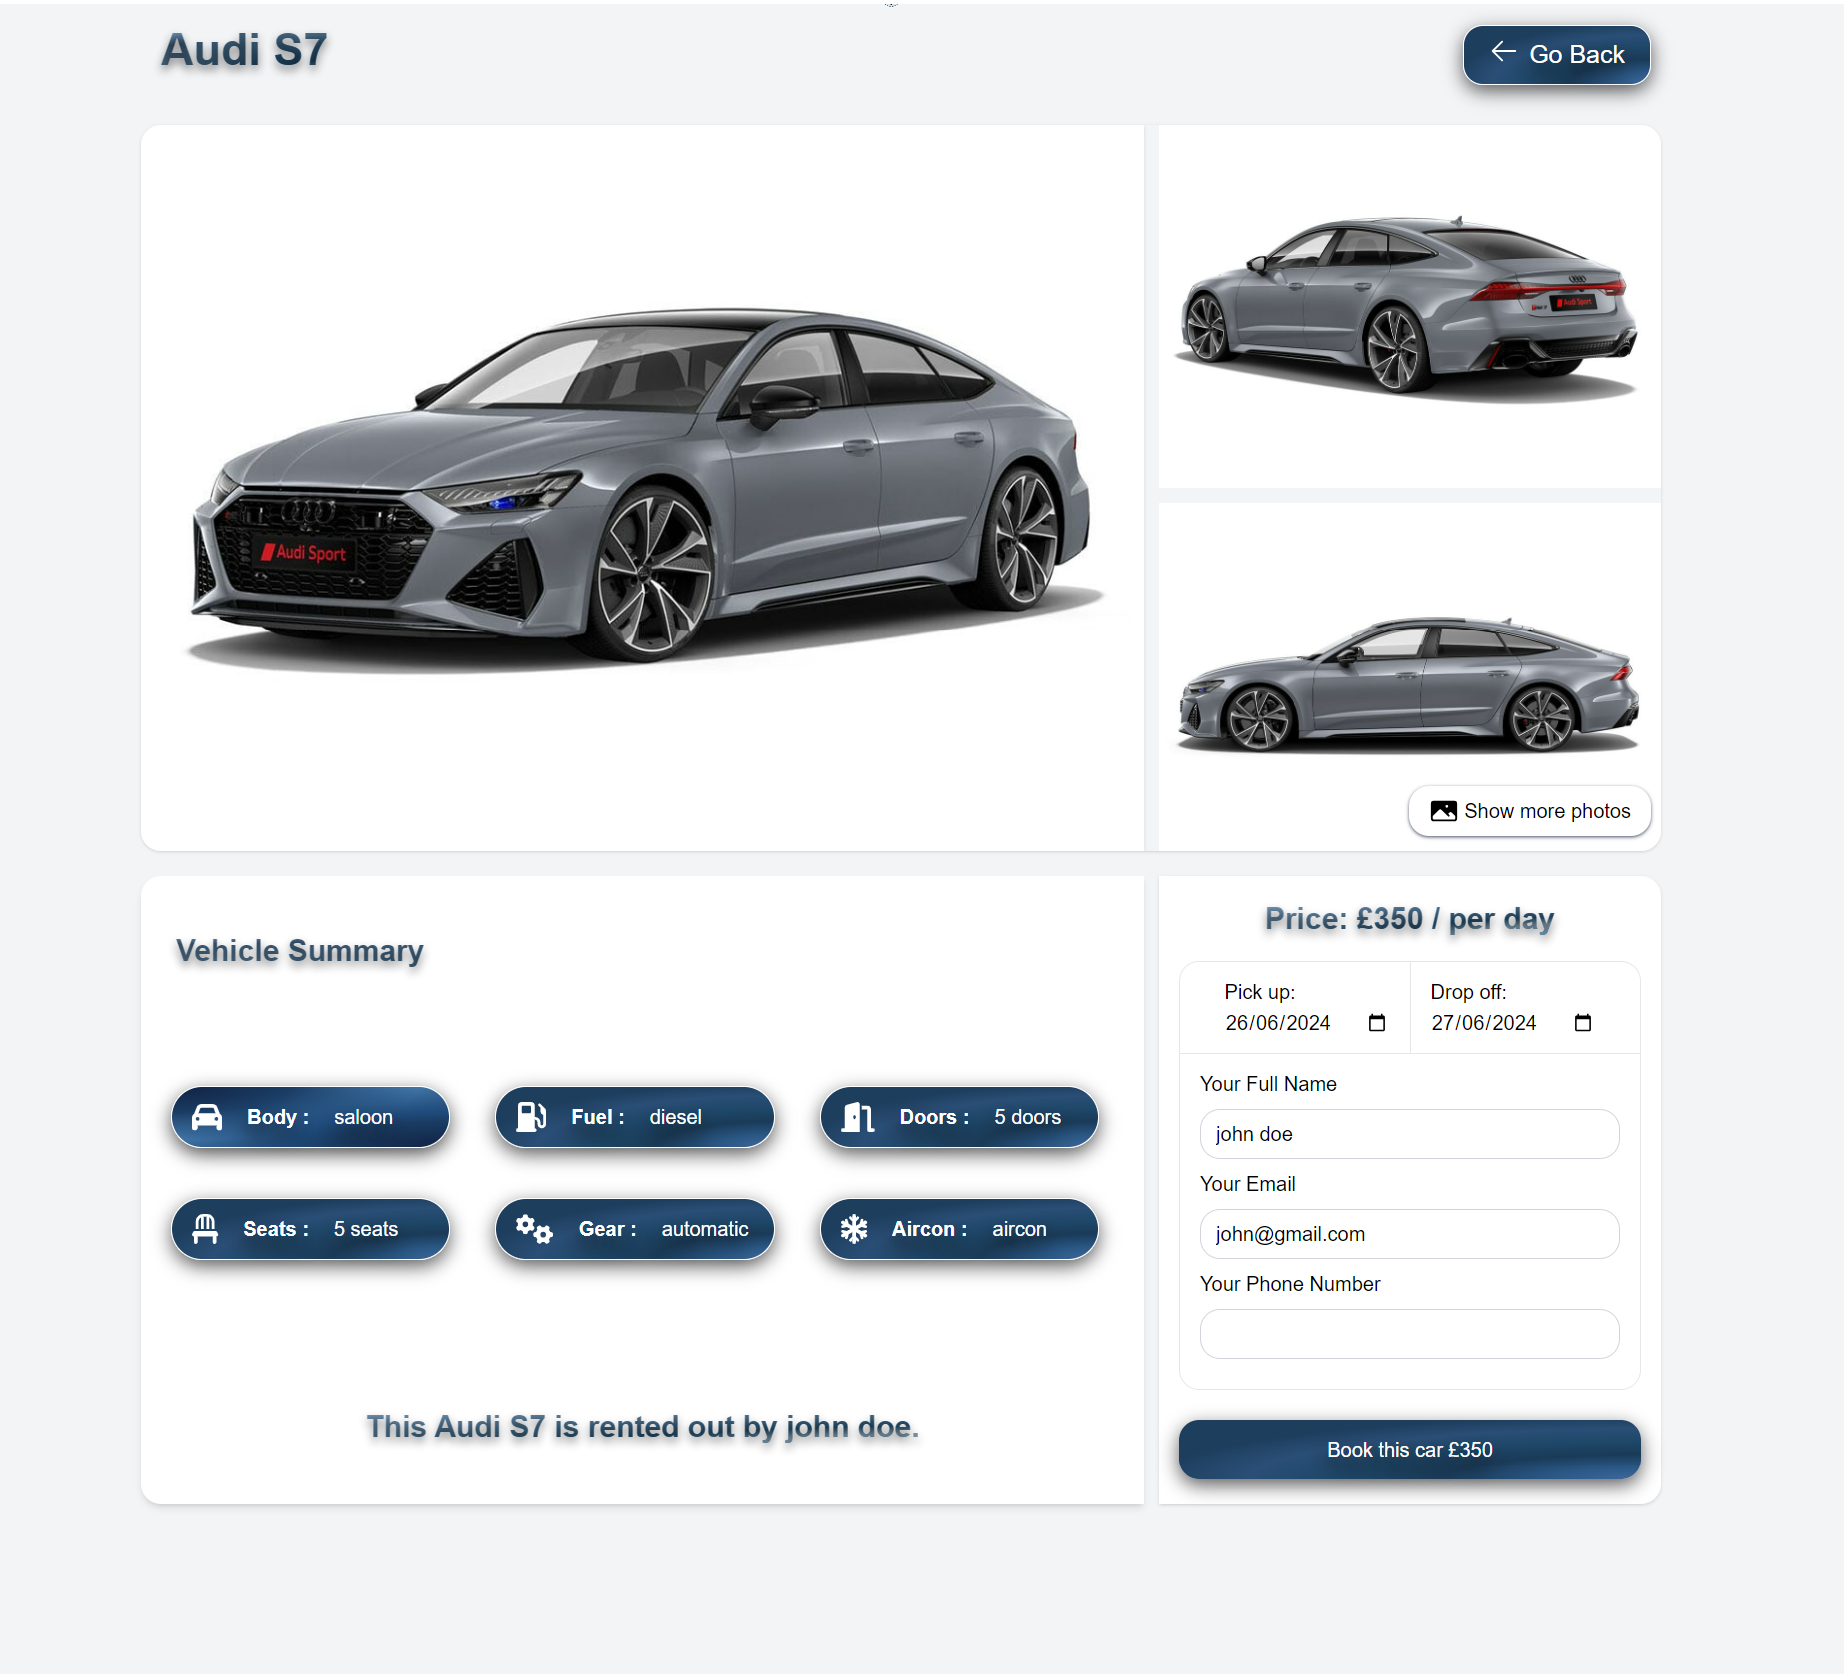 Audi S7
Go Back
Audi Sport
Audi Sport
Show more photos
Vehicle Summary
Body : saloon
Fuel : diesel
Doors : 5 doors
Seats : 5 seats
Gear : automatic
Aircon : aircon
This Audi S7 is rented out by john doe.
Price: £350 / per day
Pick up:
26/06/2024
Drop off:
27/06/2024
Your Full Name
john doe
Your Email
john@gmail.com
Your Phone Number
Book this car £350